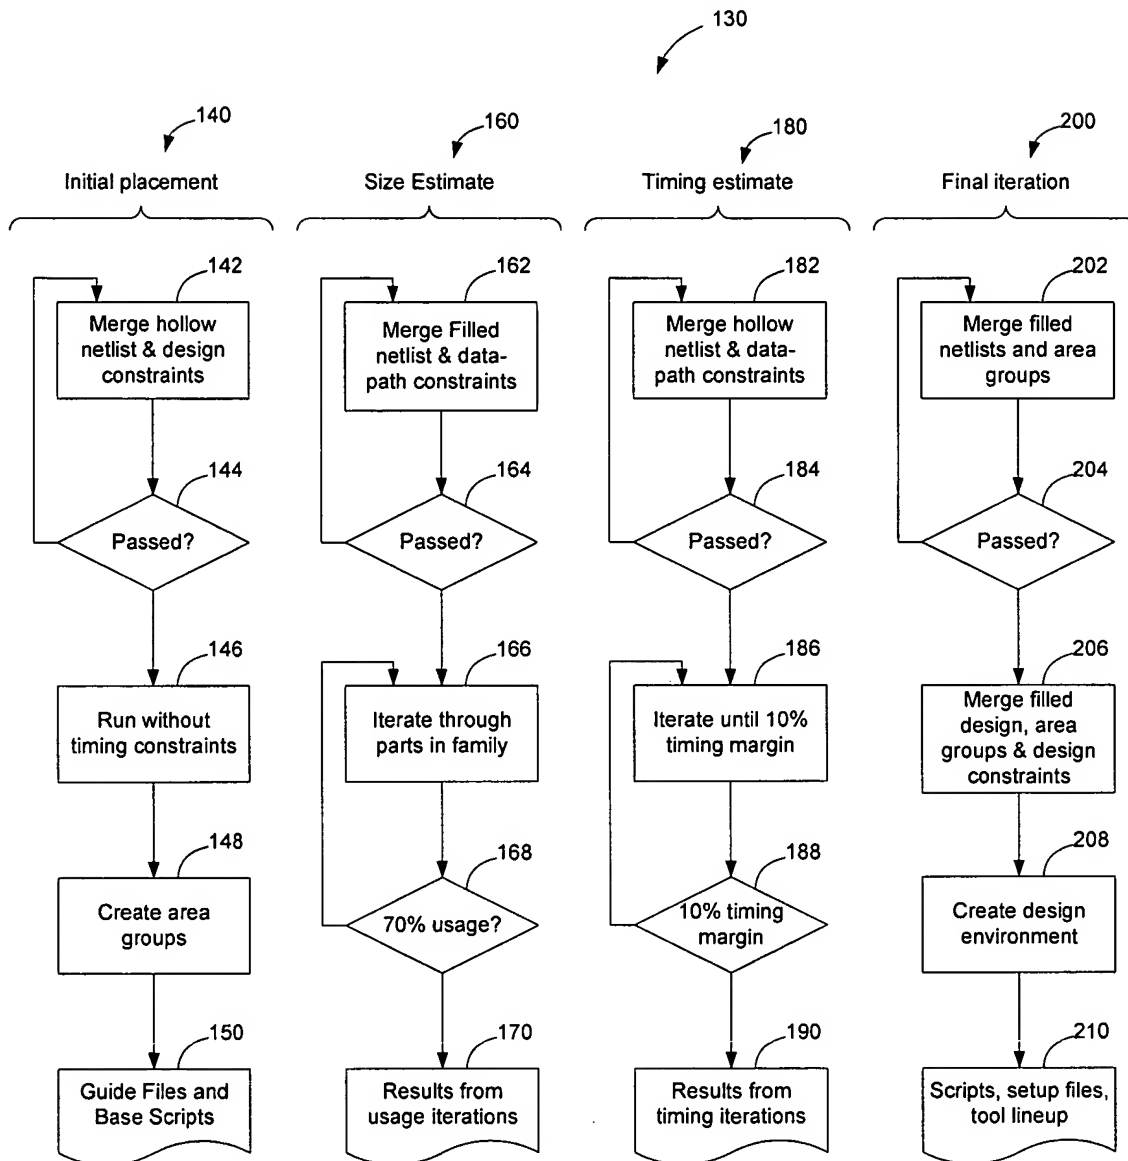 130
140
Initial placement
142
Merge hollow
netlist & design
constraints
144
Passed?
146
Run without
timing constraints
148
Create area
groups
150
Guide Files and
Base Scripts
160
Size Estimate
162
Merge Filled
netlist & data-
path constraints
164
Passed?
166
Iterate through
parts in family
168
70% usage?
170
Results from
usage iterations
180
Timing estimate
182
Merge hollow
netlist & data-
path constraints
184
Passed?
186
Iterate until 10%
timing margin
188
10% timing
margin
190
Results from
timing iterations
200
Final iteration
202
Merge filled
netlists and area
groups
204
Passed?
206
Merge filled
design, area
groups & design
constraints
208
Create design
environment
210
Scripts, setup files,
tool lineup